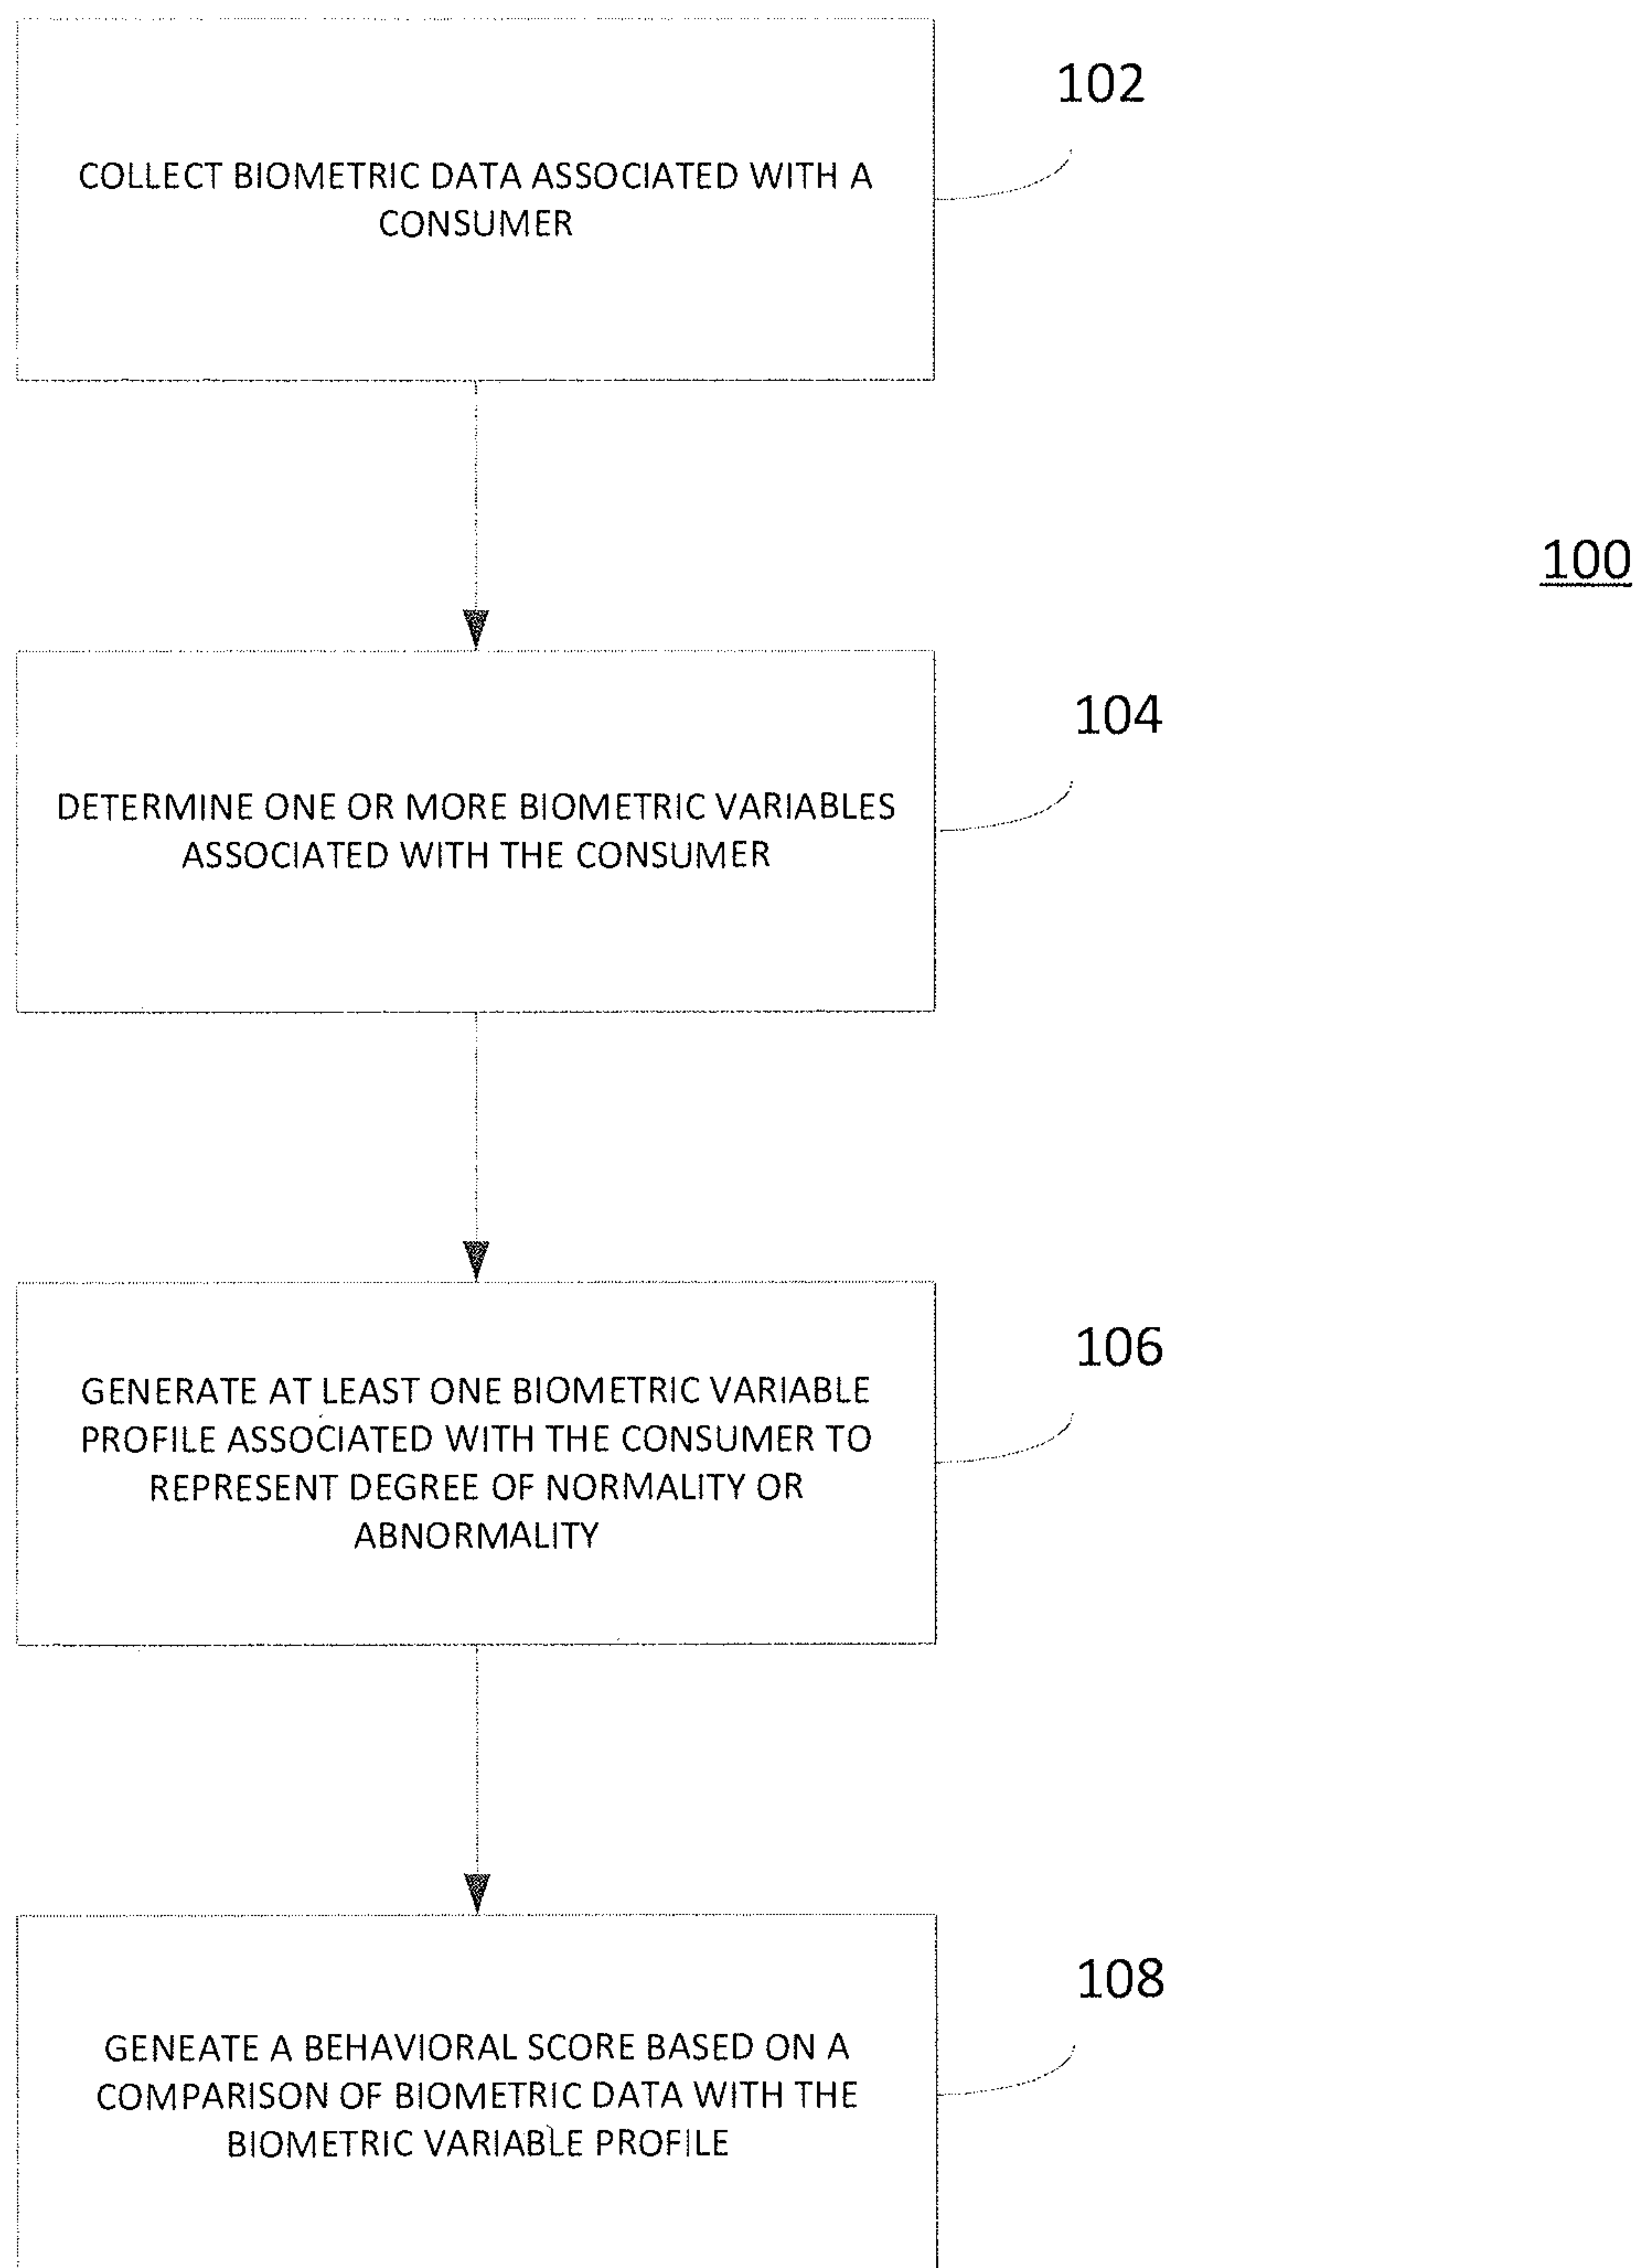 102
COLLECT BIOMETRIC DATA ASSOCIATED WITH A
CONSUMER
100
104
DETERMINE ONE OR MORE BIOMETRIC VARIABLES
ASSOCIATED WITH THE CONSUMER
106
GENERATE AT LEAST ONE BIOMETRIC VARIABLE
PROFILE ASSOCIATED WITH THE CONSUMER TO
REPRESENT DEGREE OF NORMALITY OR
ABNORMALITY
108
GENEATE A BEHAVIORAL SCORE BASED ON A
COMPARISON OF BIOMETRIC DATA WITH THE
BIOMETRIC VARIABLE PROFILE